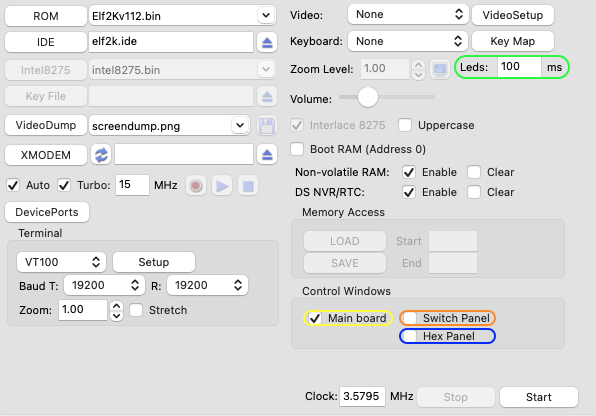 ROM Elf2Kv112.bin
IDE elf2k.ide
Intel8275 intel8275.bin
Key File
VideoDump screendump.png
XMODEM
Auto Turbo: 15 MHz
DevicePorts
Terminal
VT100 Setup
Baud T: 19200 R: 19200
Zoom: 1.00 Stretch
Video: None VideoSetup
Keyboard: None Key Map
Zoom Level: 1.00 Leds: 100 ms
Volume:
Interlace 8275 Uppercase
Boot RAM (Address 0)
Non-volatile RAM: Enable Clear
DS NVR/RTC: Enable Clear
Memory Access
LOAD Start
SAVE End
Control Windows
Main board Switch Panel
Hex Panel
Clock: 3.5795 MHz Stop Start